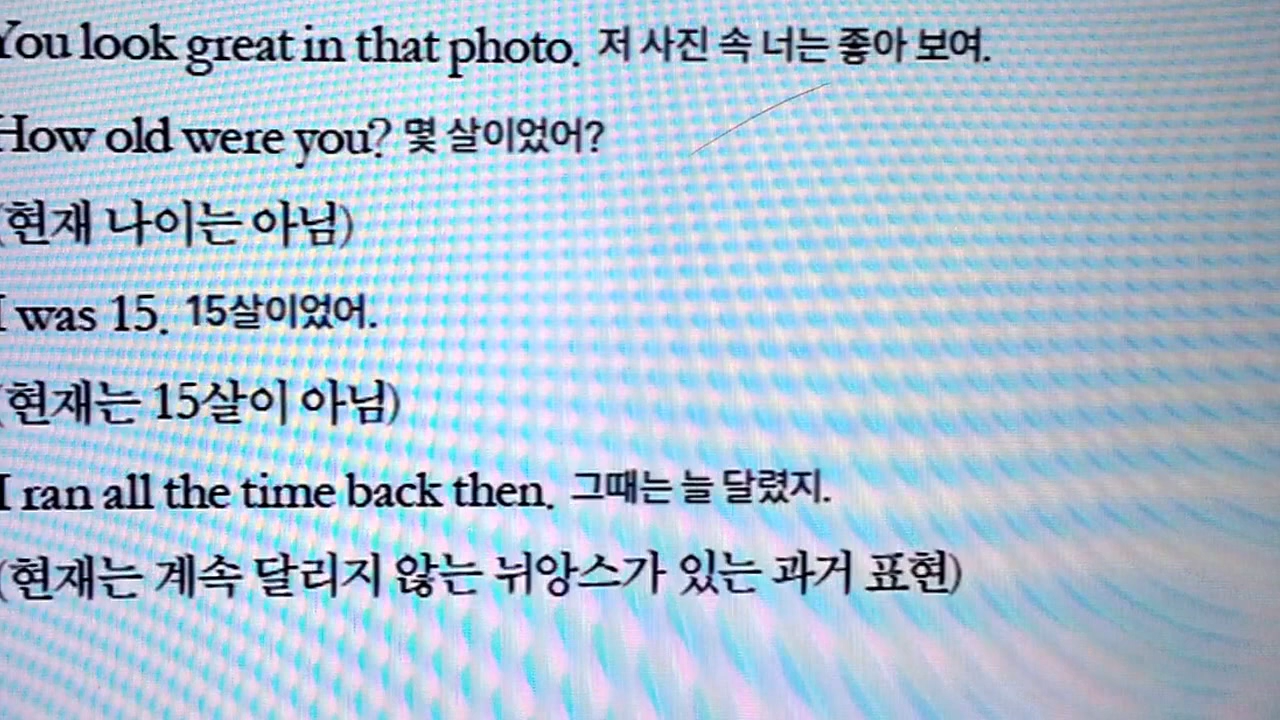 You look great in that photo. 저 사진 속 너는 좋아 보여.
How old were you? 몇 살이었어?
(현재 나이는 아님)
I was 15. 15살이었어.
(현재는 15살이 아님)
I ran all the time back then. 그때는 늘 달렸지.
(현재는 계속 달리지 않는 뉘앙스가 있는 과거 표현)